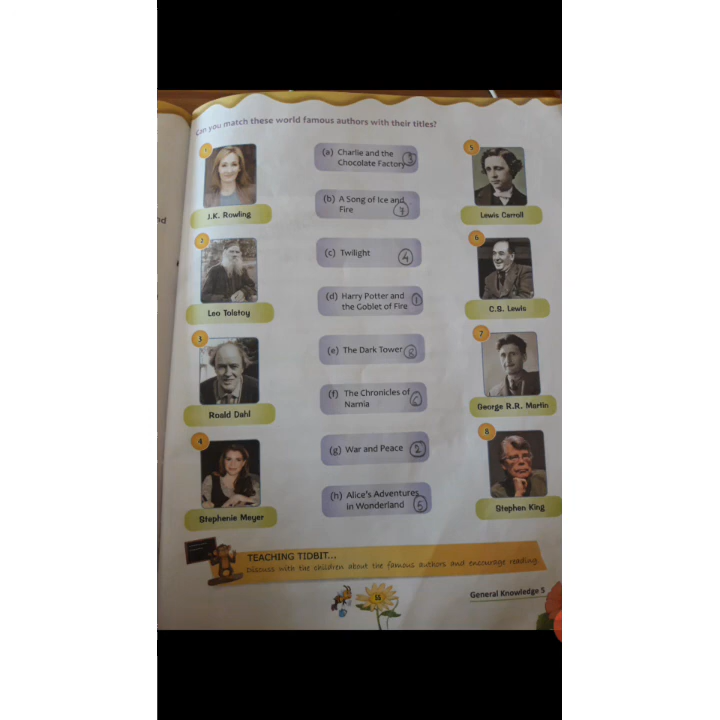 Can you match these world famous authors with their titles?
1
J.K. Rowling
2
Leo Tolstoy
3
Roald Dahl
4
Stephenie Meyer
(a) Charlie and the
Chocolate Factory 3
(b) A Song of Ice and
Fire 7
(c) Twilight 4
(d) Harry Potter and
the Goblet of Fire 1
(e) The Dark Tower 8
(f) The Chronicles of
Narnia 6
(g) War and Peace 2
(h) Alice's Adventures
in Wonderland 5
5
Lewis Carroll
6
C.S. Lewis
7
George R.R. Martin
8
Stephen King
TEACHING TIDBIT...
Discuss with the children about the famous authors and encourage reading.
General Knowledge 5